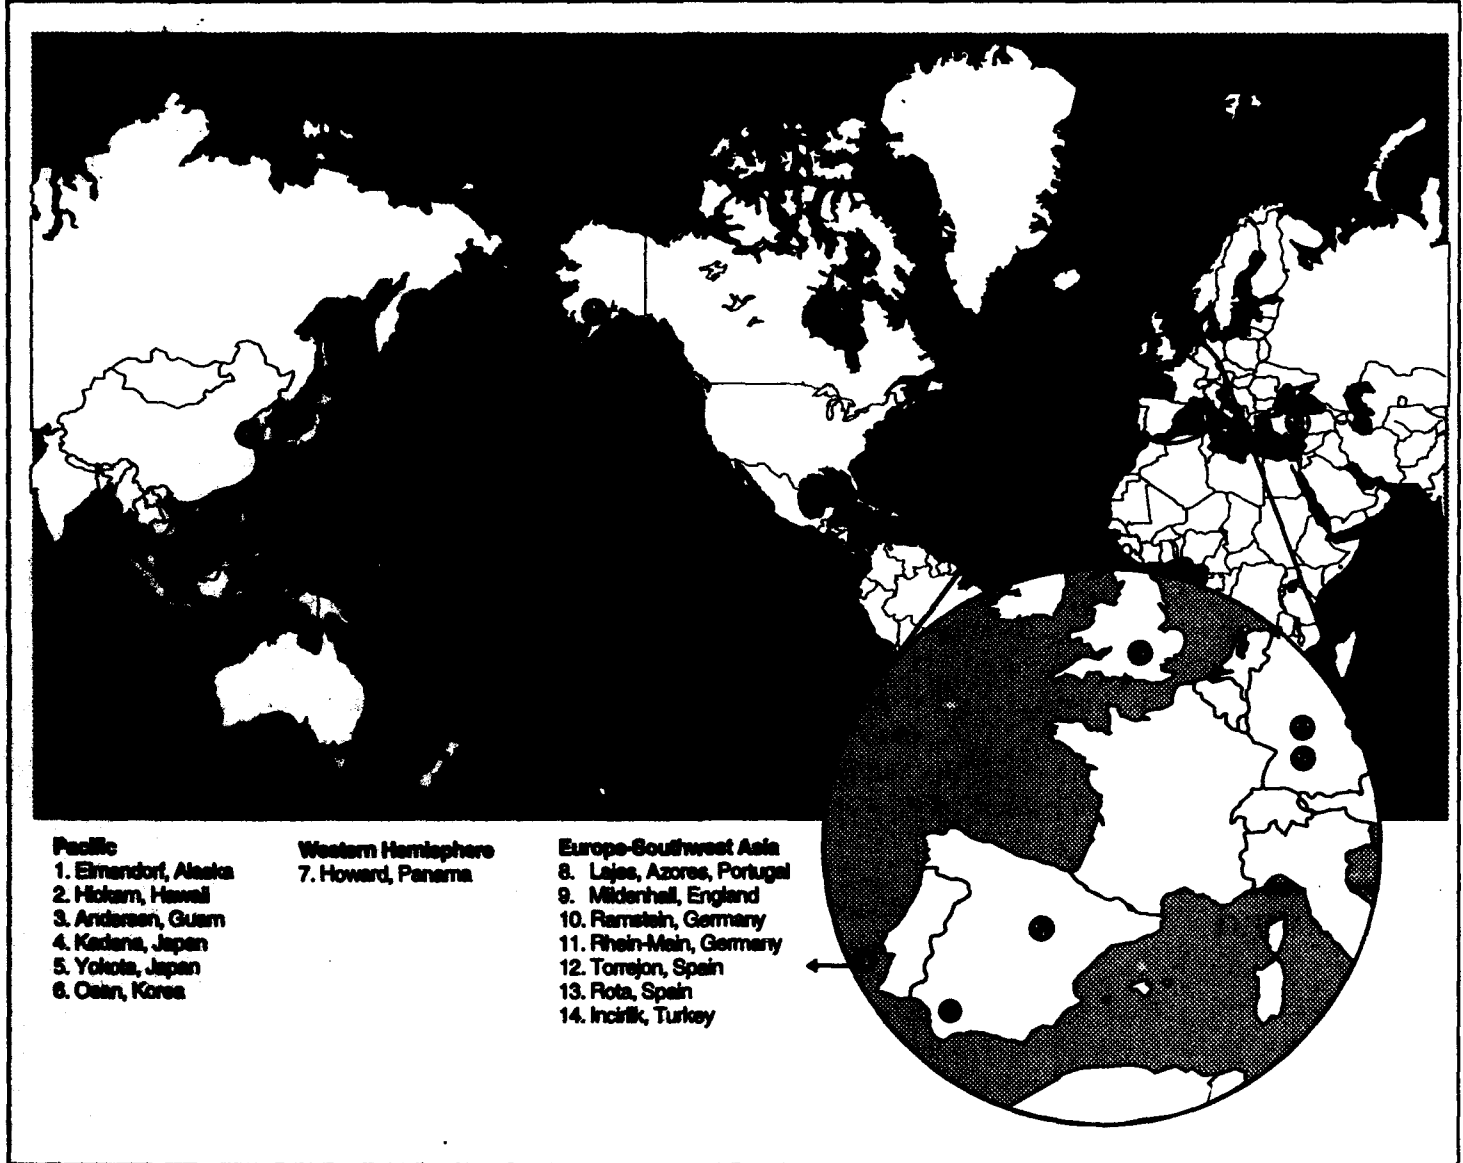 Pacific
1. Elmendorf, Alaska
2. Hickam, Hawaii
3. Andersen, Guam
4. Kadena, Japan
5. Yokota, Japan
6. Osan, Korea
Western Hemisphere
7. Howard, Panama
Europe-Southwest Asia
8. Lajes, Azores, Portugal
9. Mildenhall, England
10. Ramstein, Germany
11. Rhein-Main, Germany
12. Torrejon, Spain
13. Rota, Spain
14. Incirlik, Turkey